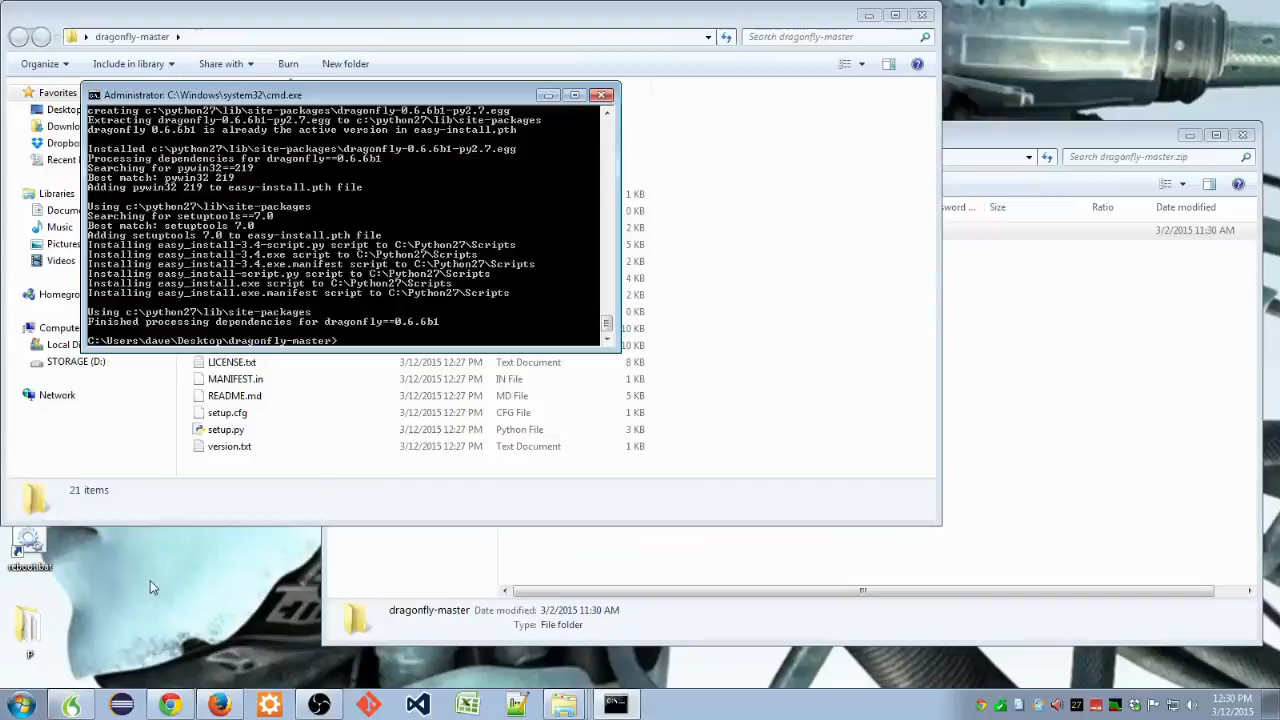 dragonfly-master
Search dragonfly-master
Organize
Include in library
Share with
Burn
New folder
Favorites
Desktop
Downlo
Dropbo
Recent
Libraries
Docume
Music
Pictures
Videos
Homegro
Compute
Local Di
STORAGE (D:)
Network
Administrator: C:\Windows\system32\cmd.exe
creating c:\python27\lib\site-packages\dragonfly-0.6.6b1-py2.7.egg
Extracting dragonfly-0.6.6b1-py2.7.egg to c:\python27\lib\site-packages
dragonfly 0.6.6b1 is already the active version in easy-install.pth
Installed c:\python27\lib\site-packages\dragonfly-0.6.6b1-py2.7.egg
Processing dependencies for dragonfly==0.6.6b1
Searching for pywin32==219
Best match: pywin32 219
Adding pywin32 219 to easy-install.pth file
Using c:\python27\lib\site-packages
Searching for setuptools==7.0
Best match: setuptools 7.0
Adding setuptools 7.0 to easy-install.pth file
Installing easy_install-3.4-script.py script to C:\Python27\Scripts
Installing easy_install-3.4.exe script to C:\Python27\Scripts
Installing easy_install-3.4.exe.manifest script to C:\Python27\Scripts
Installing easy_install-script.py script to C:\Python27\Scripts
Installing easy_install.exe script to C:\Python27\Scripts
Installing easy_install.exe.manifest script to C:\Python27\Scripts
Using c:\python27\lib\site-packages
Finished processing dependencies for dragonfly==0.6.6b1
C:\Users\dave\Desktop\dragonfly-master>
1 KB
0 KB
2 KB
5 KB
2 KB
4 KB
2 KB
0 KB
10 KB
10 KB
LICENSE.txt 3/12/2015 12:27 PM Text Document 8 KB
MANIFEST.in 3/12/2015 12:27 PM IN File 1 KB
README.md 3/12/2015 12:27 PM MD File 5 KB
setup.cfg 3/12/2015 12:27 PM CFG File 1 KB
setup.py 3/12/2015 12:27 PM Python File 3 KB
version.txt 3/12/2015 12:27 PM Text Document 1 KB
21 items
Search dragonfly-master.zip
sword ... Size Ratio Date modified
3/2/2015 11:30 AM
dragonfly-master Date modified: 3/2/2015 11:30 AM
Type: File folder
reboot.bat
P
27
12:30 PM
3/12/2015